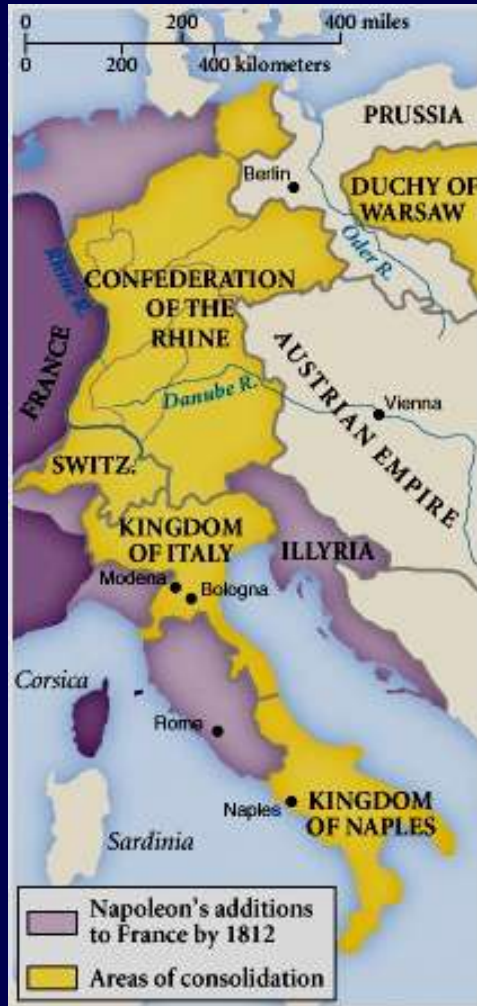 0 200 400 miles
0 200 400 kilometers
PRUSSIA
Berlin
DUCHY OF
WARSAW
Oder R.
Rhine R.
CONFEDERATION
OF THE
RHINE
FRANCE
Danube R.
Vienna
AUSTRIAN EMPIRE
SWITZ.
KINGDOM
OF ITALY
ILLYRIA
Modena
Bologna
Corsica
Rome
Naples
KINGDOM
OF NAPLES
Sardinia
Napoleon's additions
to France by 1812
Areas of consolidation